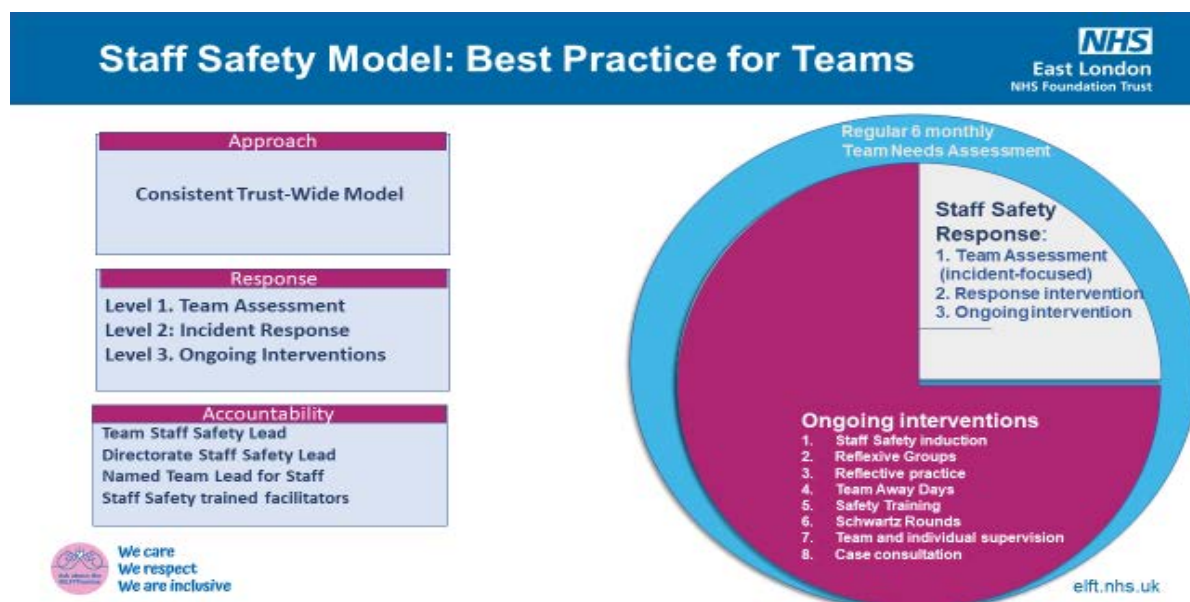 Staff Safety Model: Best Practice for Teams
NHS
East London
NHS Foundation Trust
Approach
Consistent Trust-Wide Model
Response
Level 1. Team Assessment
Level 2: Incident Response
Level 3. Ongoing Interventions
Accountability
Team Staff Safety Lead
Directorate Staff Safety Lead
Named Team Lead for Staff
Staff Safety trained facilitators
Regular 6 monthly
Team Needs Assessment
Staff Safety
Response:
1. Team Assessment
(incident-focused)
2. Response intervention
3. Ongoing intervention
Ongoing interventions
1. Staff Safety induction
2. Reflexive Groups
3. Reflective practice
4. Team Away Days
5. Safety Training
6. Schwartz Rounds
7. Team and individual supervision
8. Case consultation
We care
We respect
We are inclusive
elft.nhs.uk